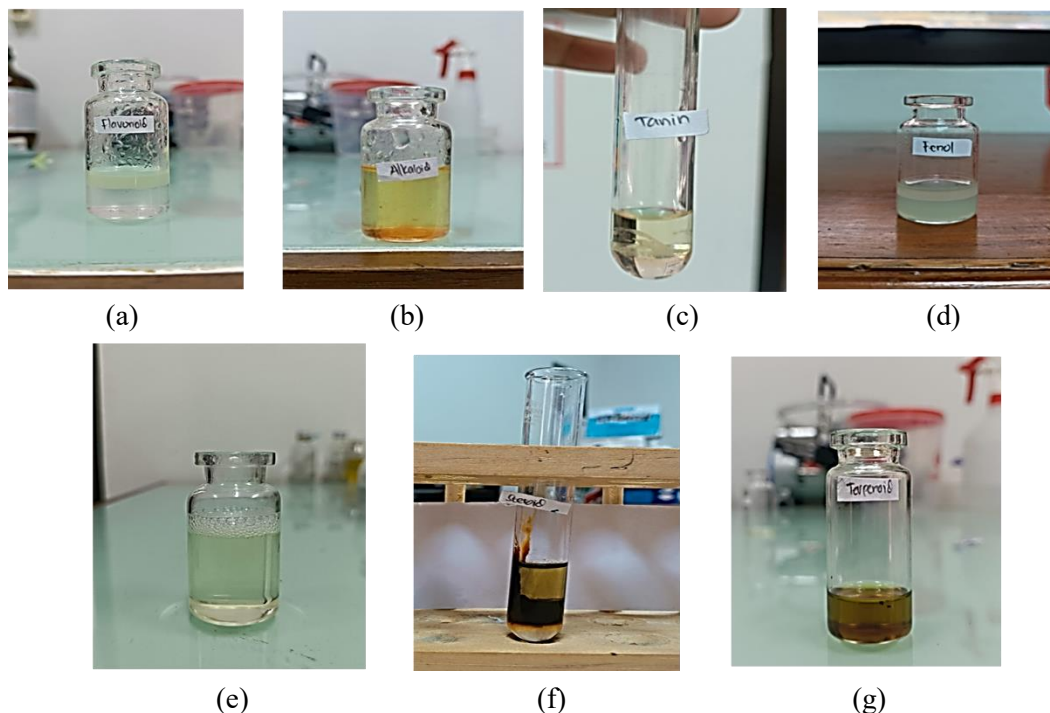 Flavonoid
Alkaloid
Tanin
Fenol
(a)
(b)
(c)
(d)
Steroid
Terpenoid
(e)
(f)
(g)